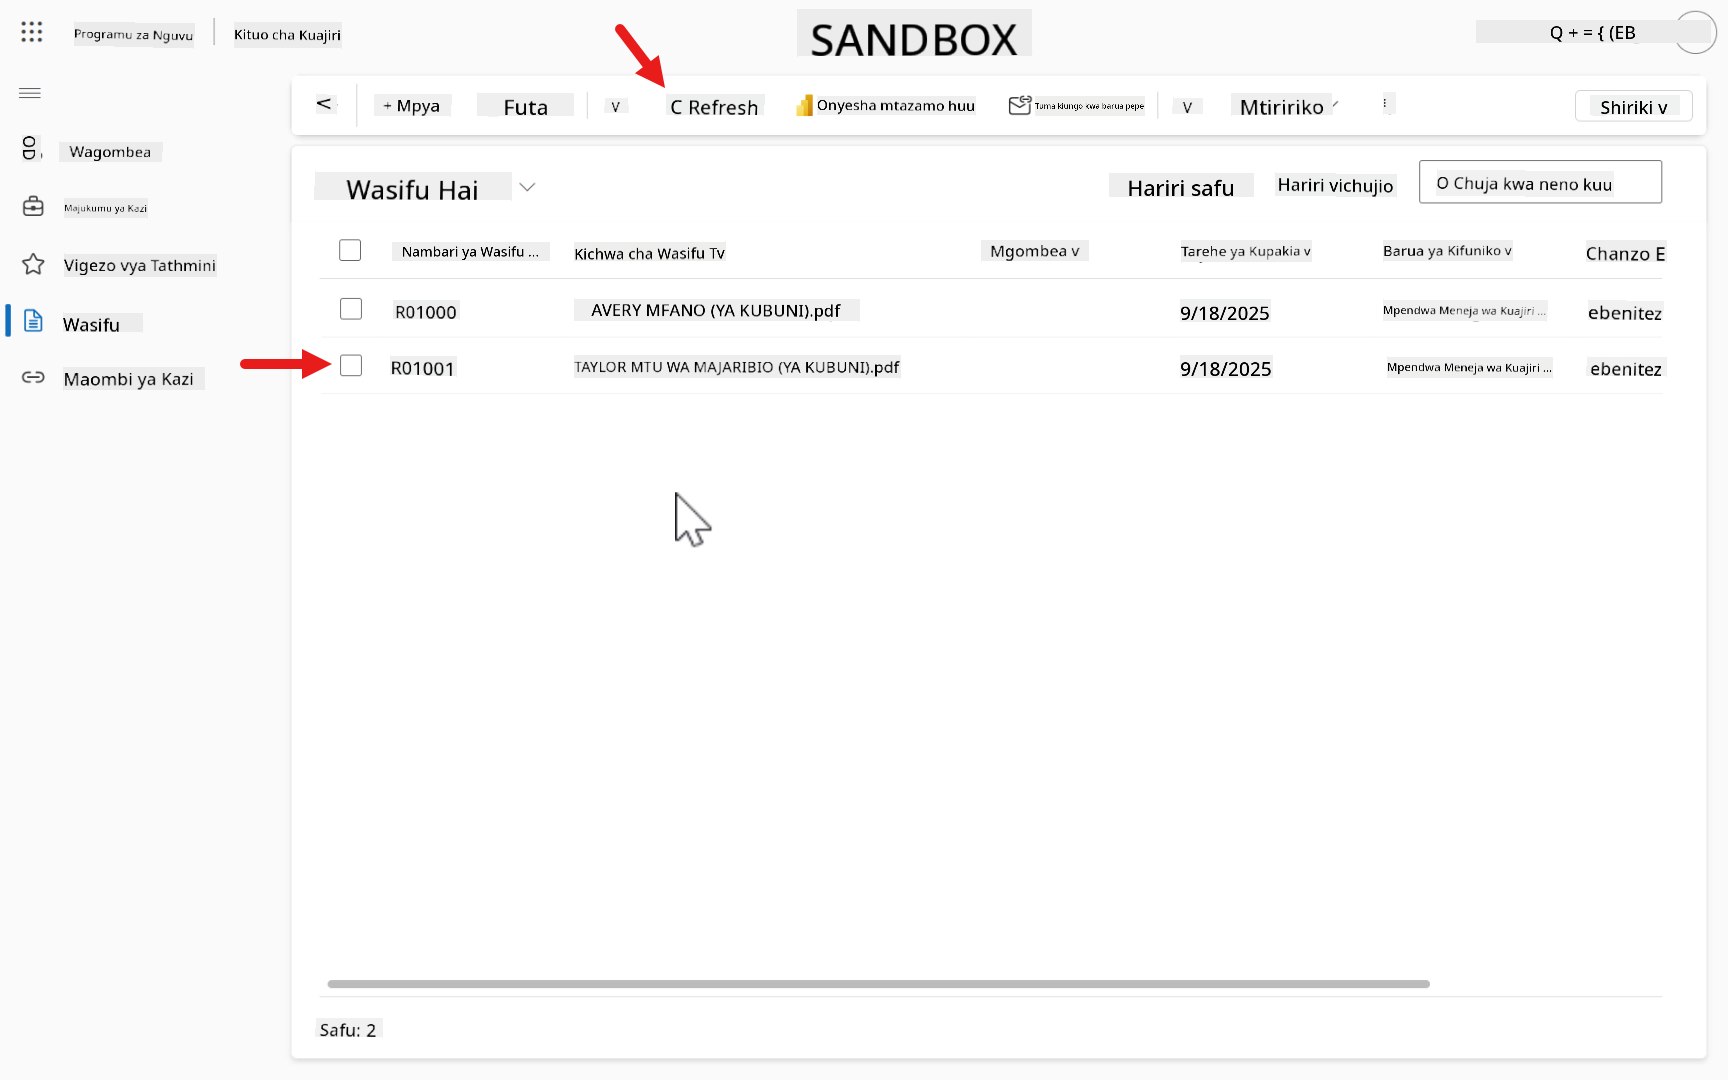 Programu za Nguvu
Kituo cha Kuajiri
SANDBOX
Q + = { (EB
< + Mpya Futa v C Refresh Onyesha mtazamo huu Tuma kiungo kwa barua pepe v Mtiririko Shiriki v
Wagombea
Majukumu ya Kazi
Vigezo vya Tathmini
Wasifu
Maombi ya Kazi
Wasifu Hai
Hariri safu
Hariri vichujio
O Chuja kwa neno kuu
Nambari ya Wasifu ... Kichwa cha Wasifu Tv Mgombea v Tarehe ya Kupakia v Barua ya Kifuniko v Chanzo E
R01000 AVERY MFANO (YA KUBUNI).pdf 9/18/2025 Mpendwa Meneja wa Kuajiri ... ebenitez
R01001 TAYLOR MTU WA MAJARIBIO (YA KUBUNI).pdf 9/18/2025 Mpendwa Meneja wa Kuajiri ... ebenitez
Safu: 2